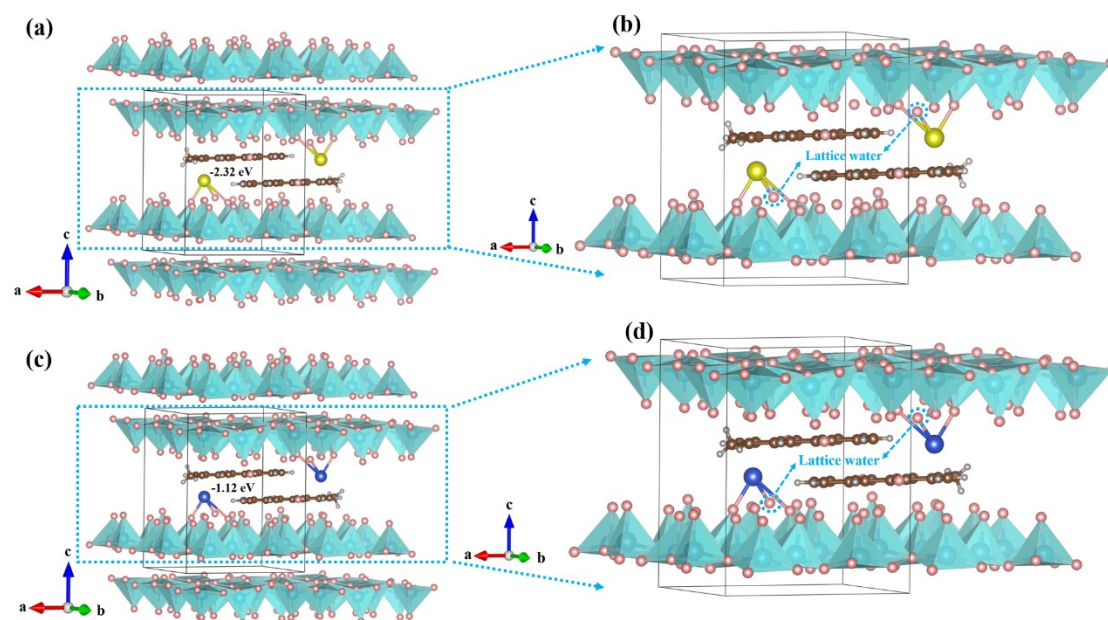 (a)
-2.32 eV
c
a
b
(b)
Lattice water
c
a
b
(c)
-1.12 eV
c
a
b
(d)
Lattice water
c
a
b